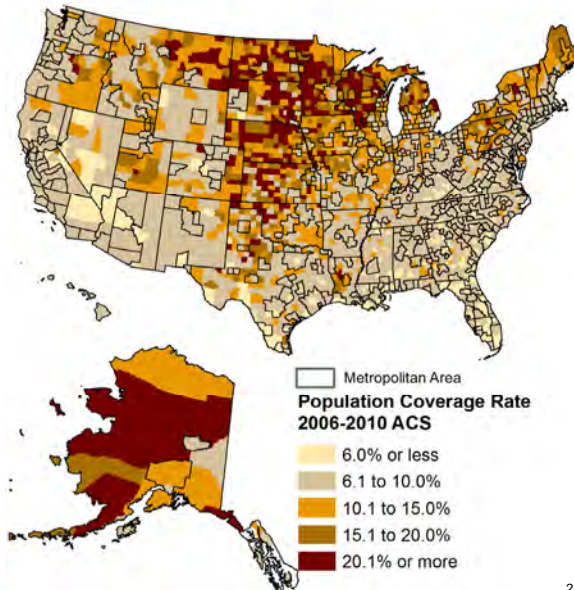 Metropolitan Area
Population Coverage Rate
2006-2010 ACS
6.0% or less
6.1 to 10.0%
10.1 to 15.0%
15.1 to 20.0%
20.1% or more
2